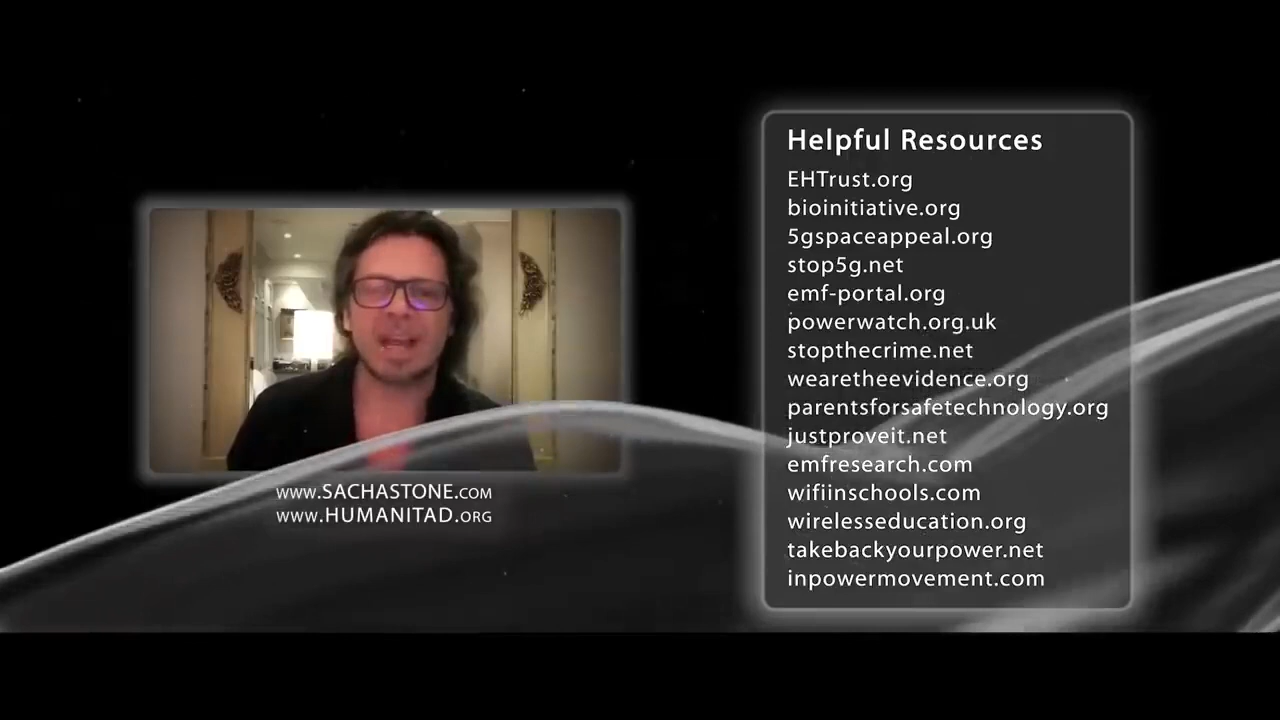 www.SACHASTONE.COM
www.HUMANITAD.ORG
Helpful Resources
EHTrust.org
bioinitiative.org
5gspaceappeal.org
stop5g.net
emf-portal.org
powerwatch.org.uk
stopthecrime.net
wearetheevidence.org
parentsforsafetechnology.org
justproveit.net
emfresearch.com
wifiinschools.com
wirelesseducation.org
takebackyourpower.net
inpowermovement.com